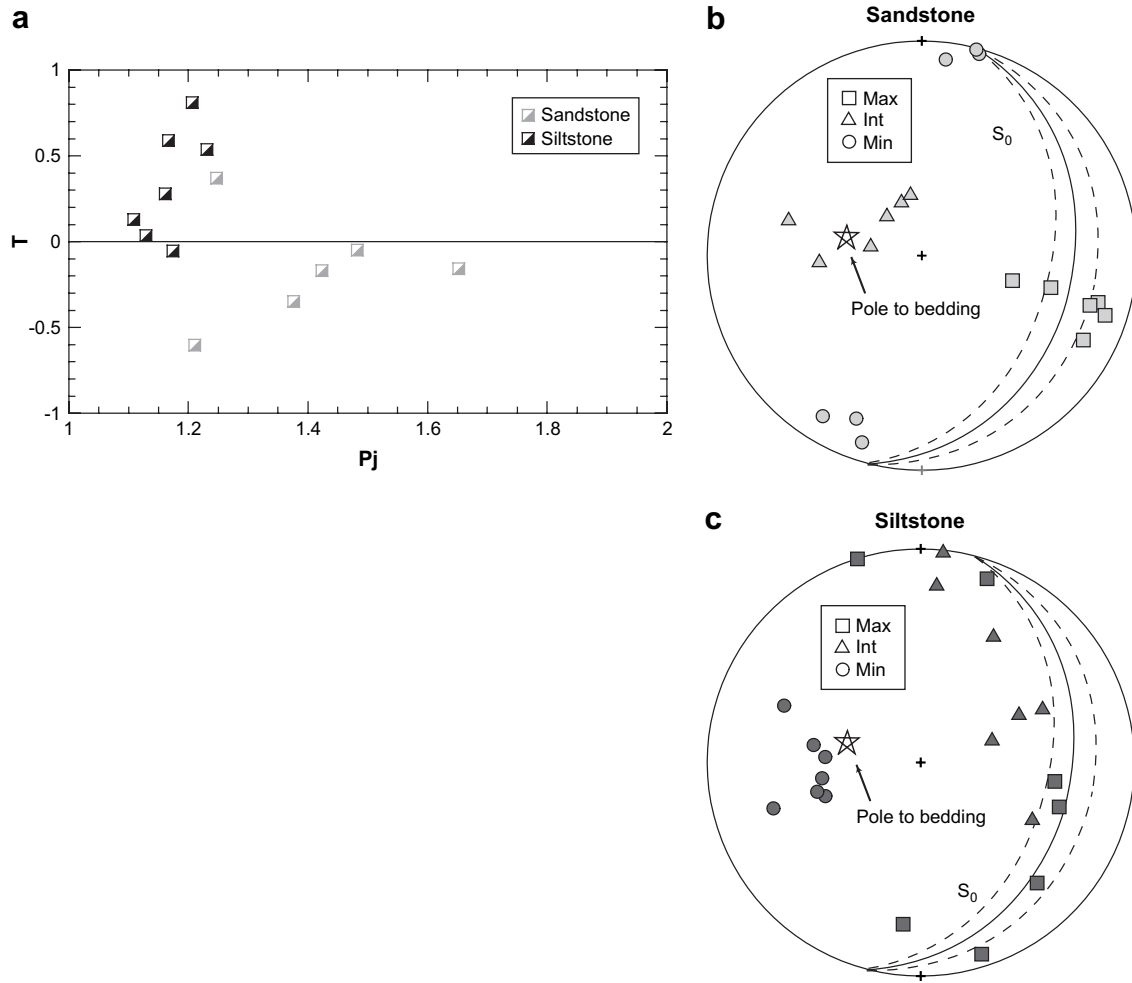 a
1
0.5
0
-0.5
-1
T
1
1.2
1.4
1.6
1.8
2
Pj
Sandstone
Siltstone
b
Sandstone
Max
Int
Min
S0
Pole to bedding
c
Siltstone
Max
Int
Min
Pole to bedding
S0